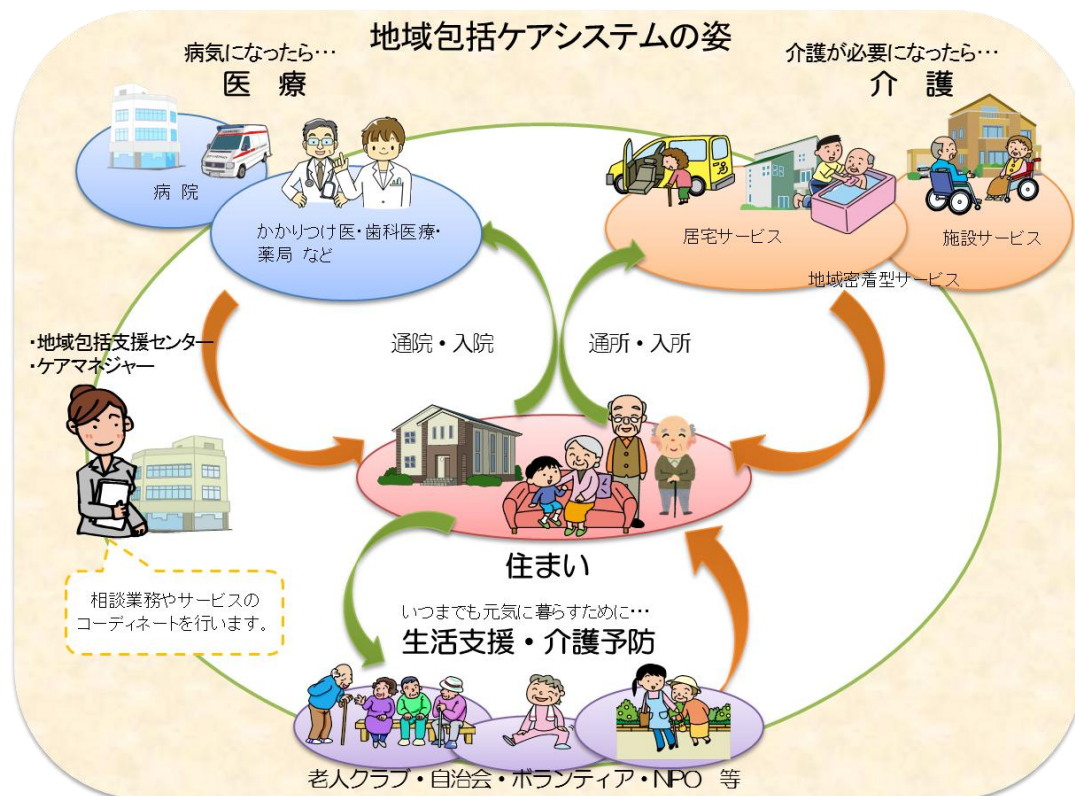 地域包括ケアシステムの姿
病気になったら…
医 療
介護が必要になったら…
介 護
病 院
かかりつけ医・歯科医療・
薬局 など
居宅サービス
施設サービス
地域密着型サービス
・地域包括支援センター
・ケアマネジャー
通院・入院
通所・入所
住まい
相談業務やサービスの
コーディネートを行います。
いつまでも元気に暮らすために…
生活支援・介護予防
老人クラブ・自治会・ボランティア・NPO 等